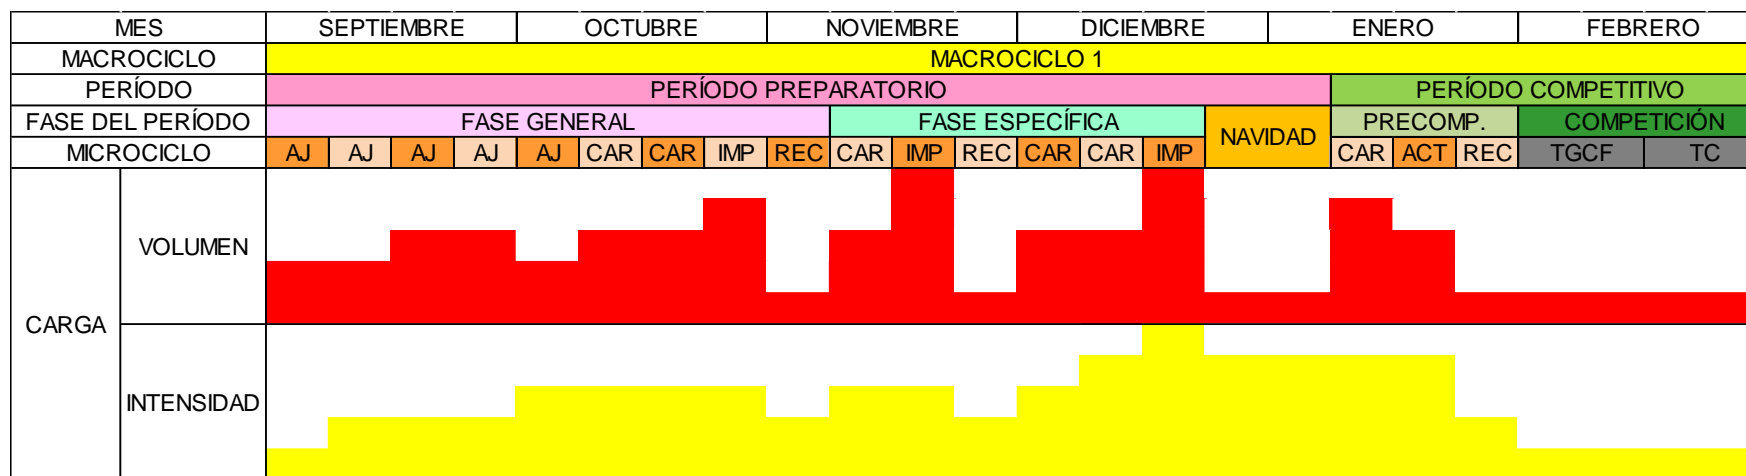 MES SEPTIEMBRE OCTUBRE NOVIEMBRE DICIEMBRE ENERO FEBRERO
MACROCICLO MACROCICLO 1
PERÍODO PERÍODO PREPARATORIO PERÍODO COMPETITIVO
FASE DEL PERÍODO FASE GENERAL FASE ESPECÍFICA NAVIDAD PRECOMP. COMPETICIÓN
MICROCICLO AJ AJ AJ AJ AJ CAR CAR IMP REC CAR IMP REC CAR CAR IMP CAR ACT REC TGCF TC
CARGA
VOLUMEN
INTENSIDAD